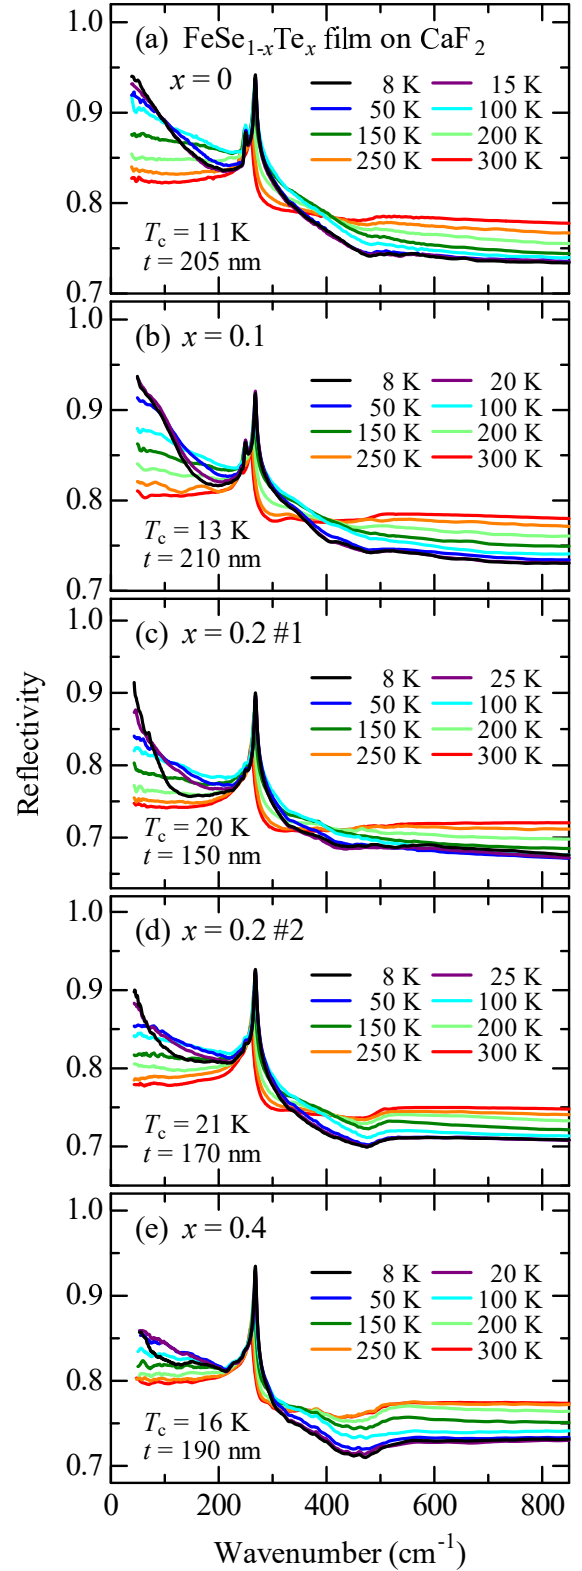 (a) FeSe1-xTex film on CaF2
x = 0
8 K 15 K
50 K 100 K
150 K 200 K
250 K 300 K
Tc = 11 K
t = 205 nm
1.0
0.9
0.8
0.7
(b) x = 0.1
8 K 20 K
50 K 100 K
150 K 200 K
250 K 300 K
Tc = 13 K
t = 210 nm
1.0
0.9
0.8
0.7
(c) x = 0.2 #1
8 K 25 K
50 K 100 K
150 K 200 K
250 K 300 K
Tc = 20 K
t = 150 nm
1.0
0.9
0.8
0.7
Reflectivity
(d) x = 0.2 #2
8 K 25 K
50 K 100 K
150 K 200 K
250 K 300 K
Tc = 21 K
t = 170 nm
1.0
0.9
0.8
0.7
(e) x = 0.4
8 K 20 K
50 K 100 K
150 K 200 K
250 K 300 K
Tc = 16 K
t = 190 nm
1.0
0.9
0.8
0.7
0 200 400 600 800
Wavenumber (cm-1)